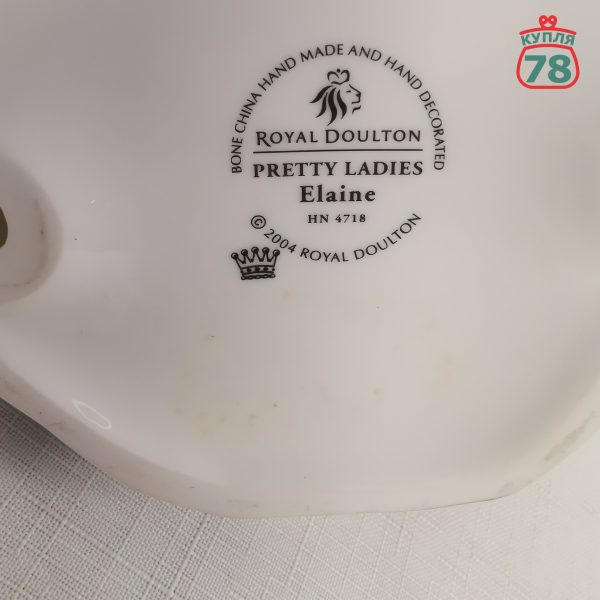 КУПЛЯ
78
BONE CHINA HAND MADE AND HAND DECORATED
ROYAL DOULTON
PRETTY LADIES
Elaine
HN 4718
© 2004 ROYAL DOULTON